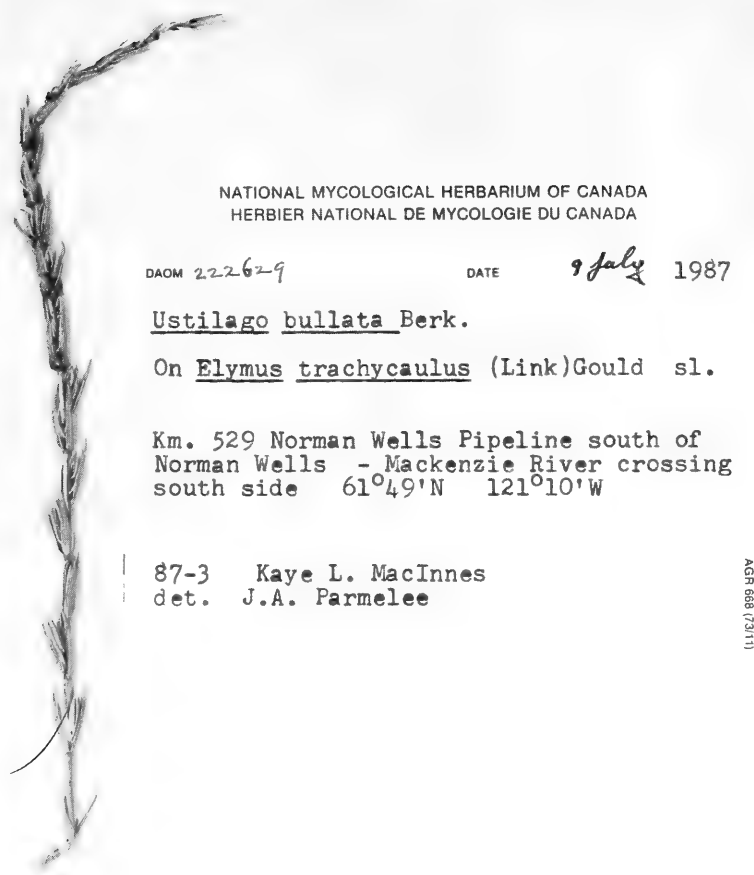 NATIONAL MYCOLOGICAL HERBARIUM OF CANADA
HERBIER NATIONAL DE MYCOLOGIE DU CANADA
DAOM 222629 DATE 9 July 1987
Ustilago bullata Berk.
On Elymus trachycaulus (Link)Gould sl.
Km. 529 Norman Wells Pipeline south of
Norman Wells - Mackenzie River crossing
south side 61°49'N 121°10'W
87-3 Kaye L. MacInnes
det. J.A. Parmelee
AGR 668 (73/11)